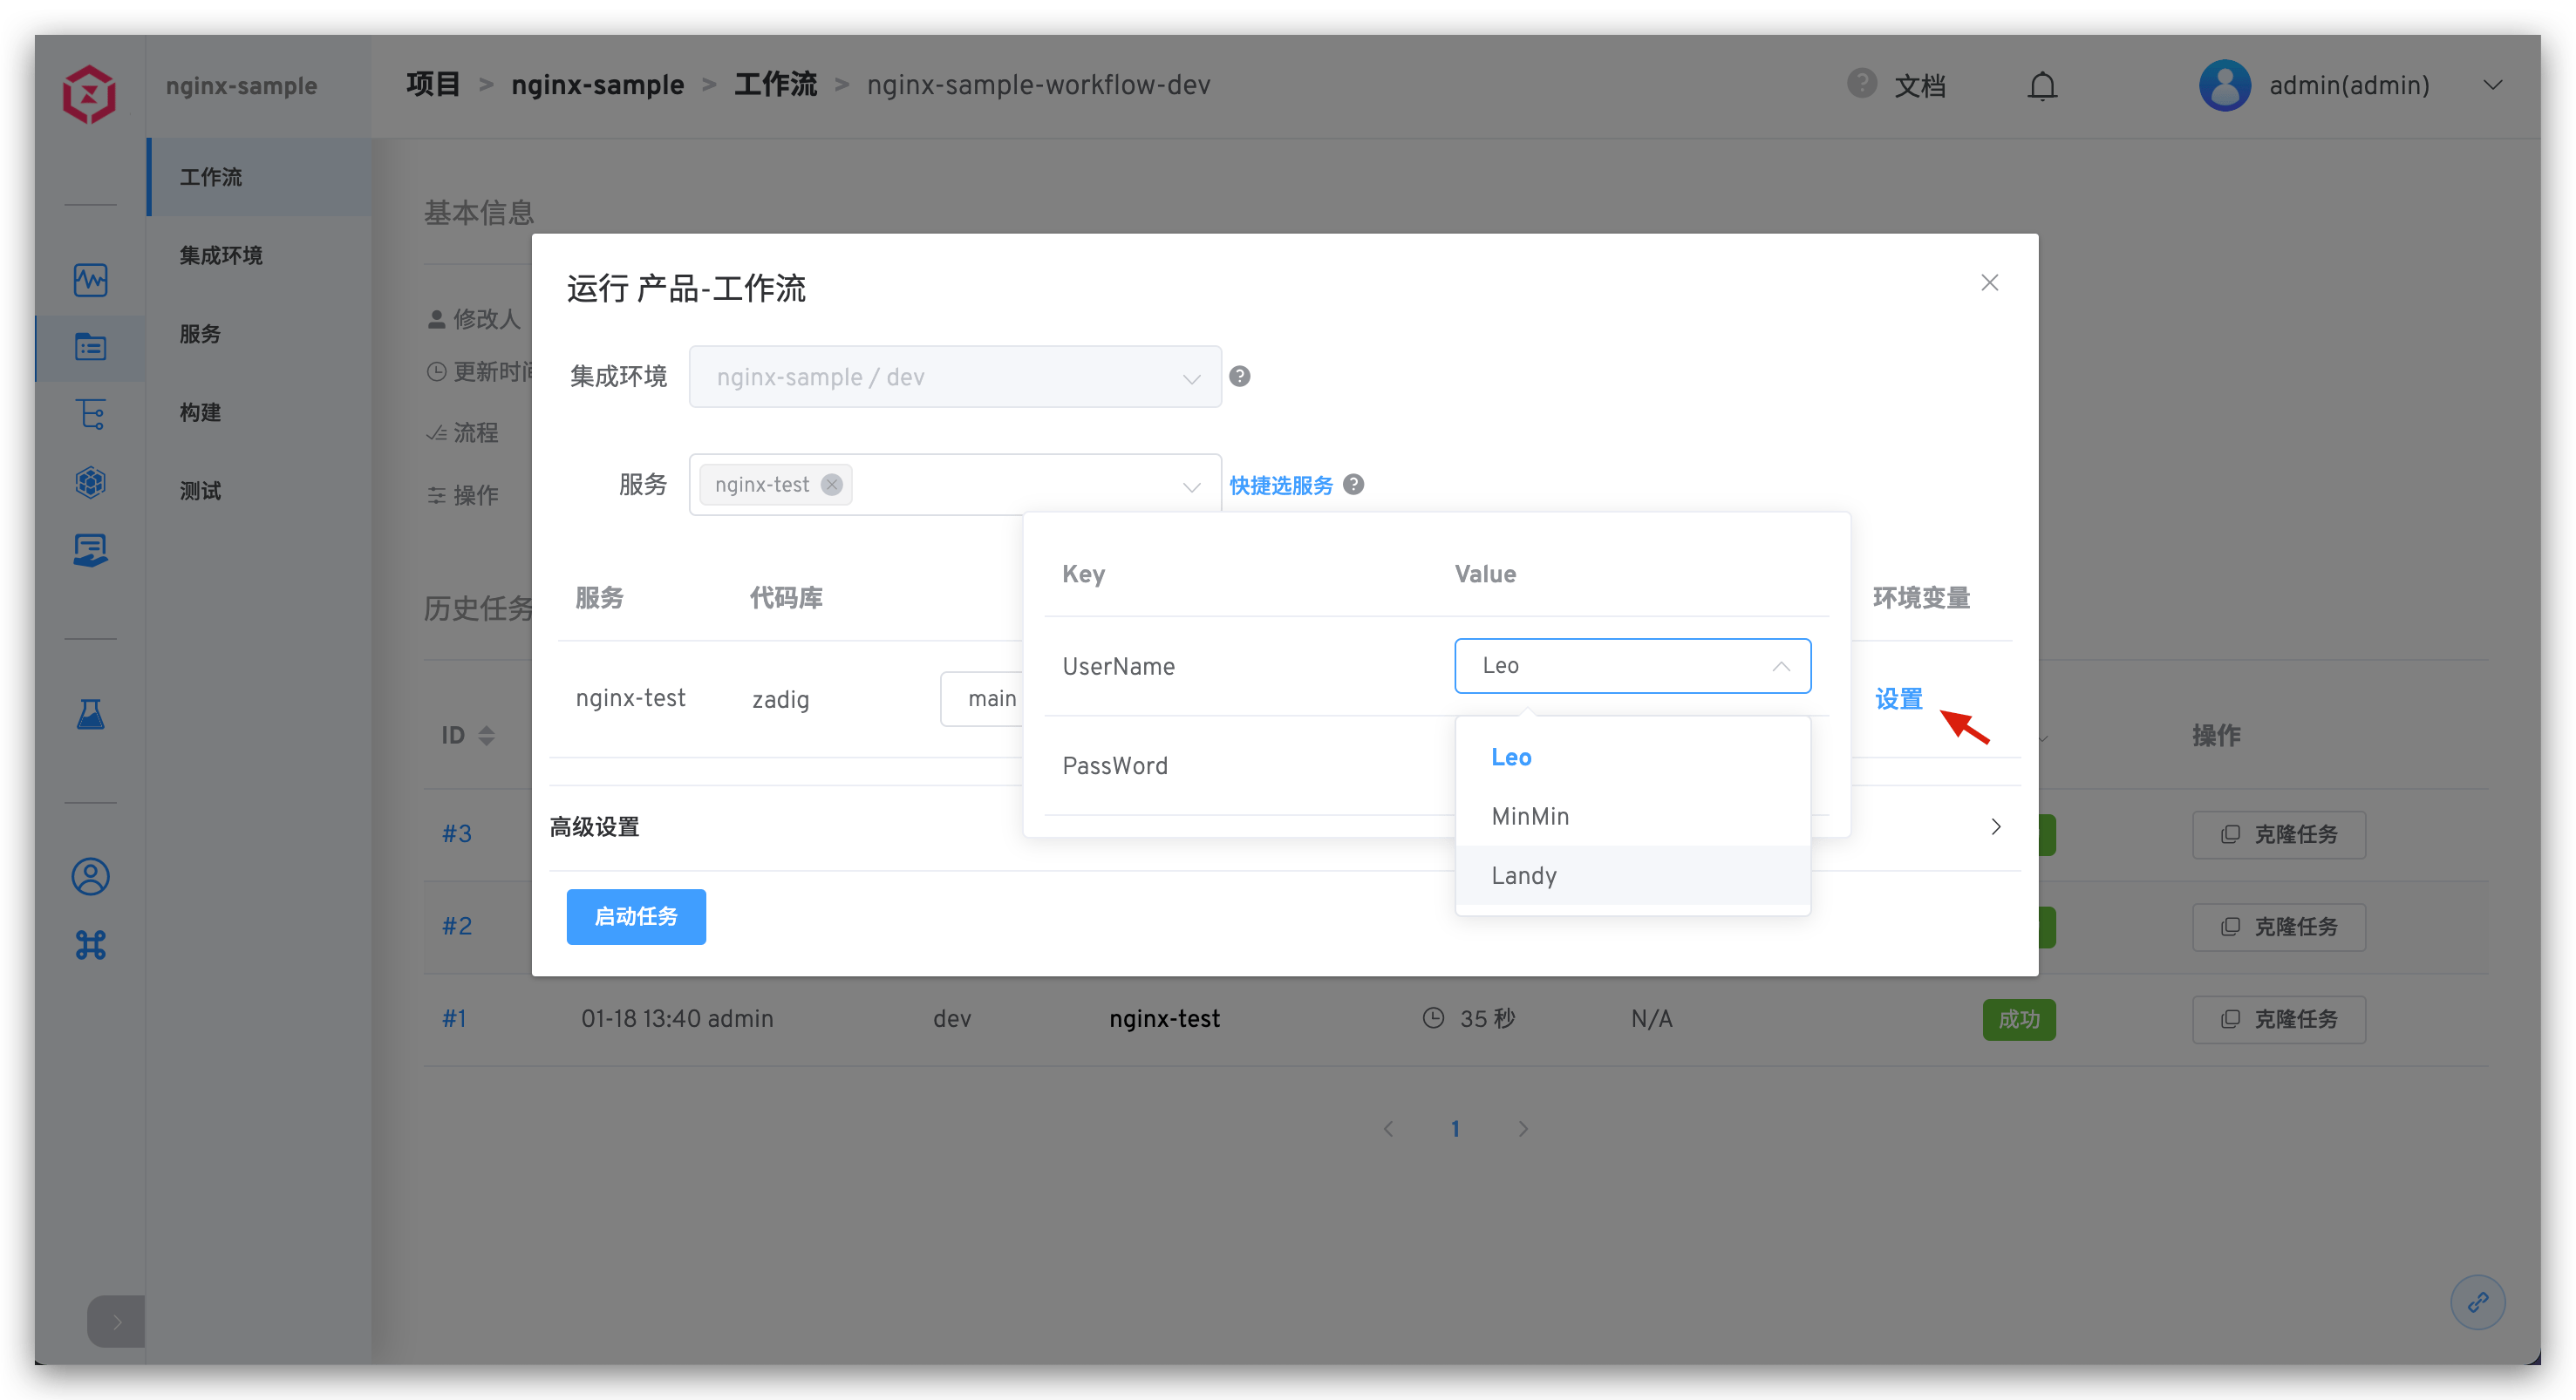 nginx-sample
项目 > nginx-sample > 工作流 > nginx-sample-workflow-dev
文档
admin(admin)
工作流
集成环境
服务
构建
测试
基本信息
修改人
更新时间
流程
操作
历史任务
运行 产品-工作流
集成环境
nginx-sample / dev
服务
nginx-test
快捷选服务
服务 代码库 环境变量
nginx-test zadig main 设置
Key Value
UserName Leo
PassWord
Leo
MinMin
Landy
高级设置
启动任务
ID 操作
#3 克隆任务
#2 克隆任务
#1 01-18 13:40 admin dev nginx-test 35 秒 N/A 成功 克隆任务
1